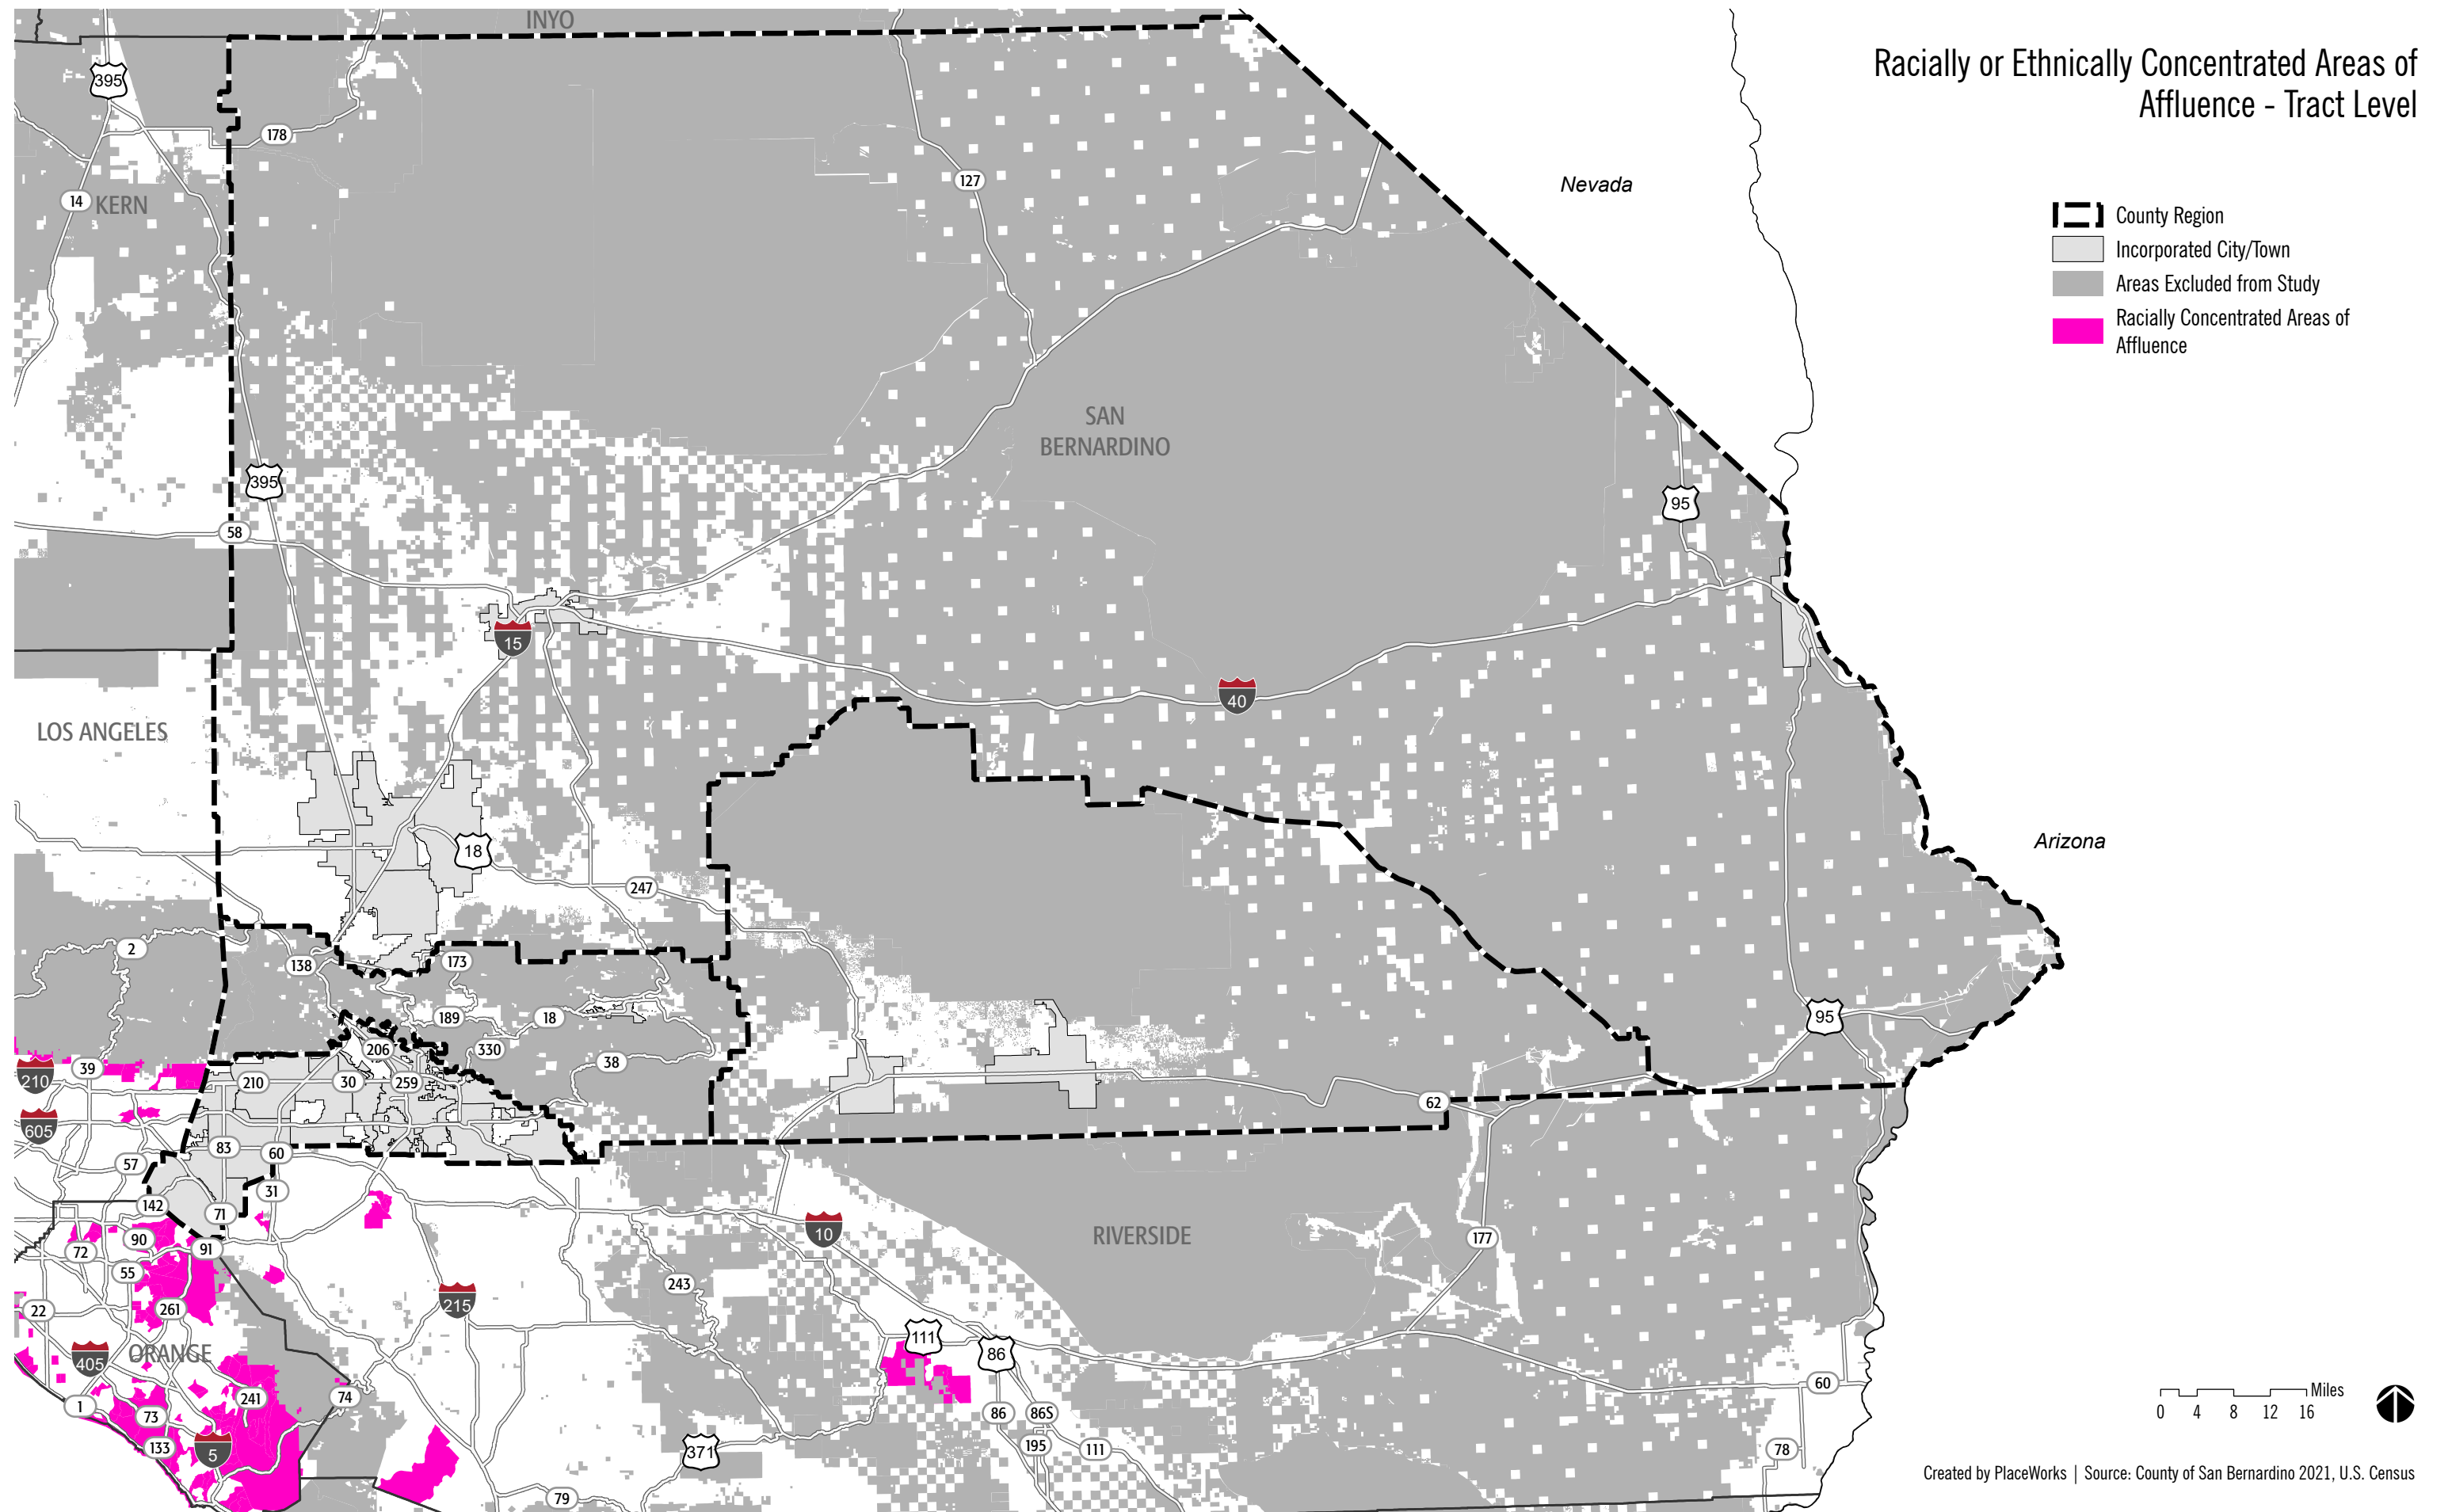 INYO
Racially or Ethnically Concentrated Areas of
Affluence - Tract Level
395
178
127
Nevada
14
KERN
County Region
Incorporated City/Town
Areas Excluded from Study
Racially Concentrated Areas of
Affluence
SAN
BERNARDINO
395
95
58
15
40
LOS ANGELES
18
Arizona
247
2
138
173
189
18
95
206
330
38
39
210
210
30
259
62
605
83
60
57
31
142
71
10
RIVERSIDE
177
90
72
91
55
243
22
261
215
111
86
ORANGE
405
60
Miles
0 4 8 12 16
241
74
1
73
86
86S
133
5
371
195
111
78
79
Created by PlaceWorks | Source: County of San Bernardino 2021, U.S. Census